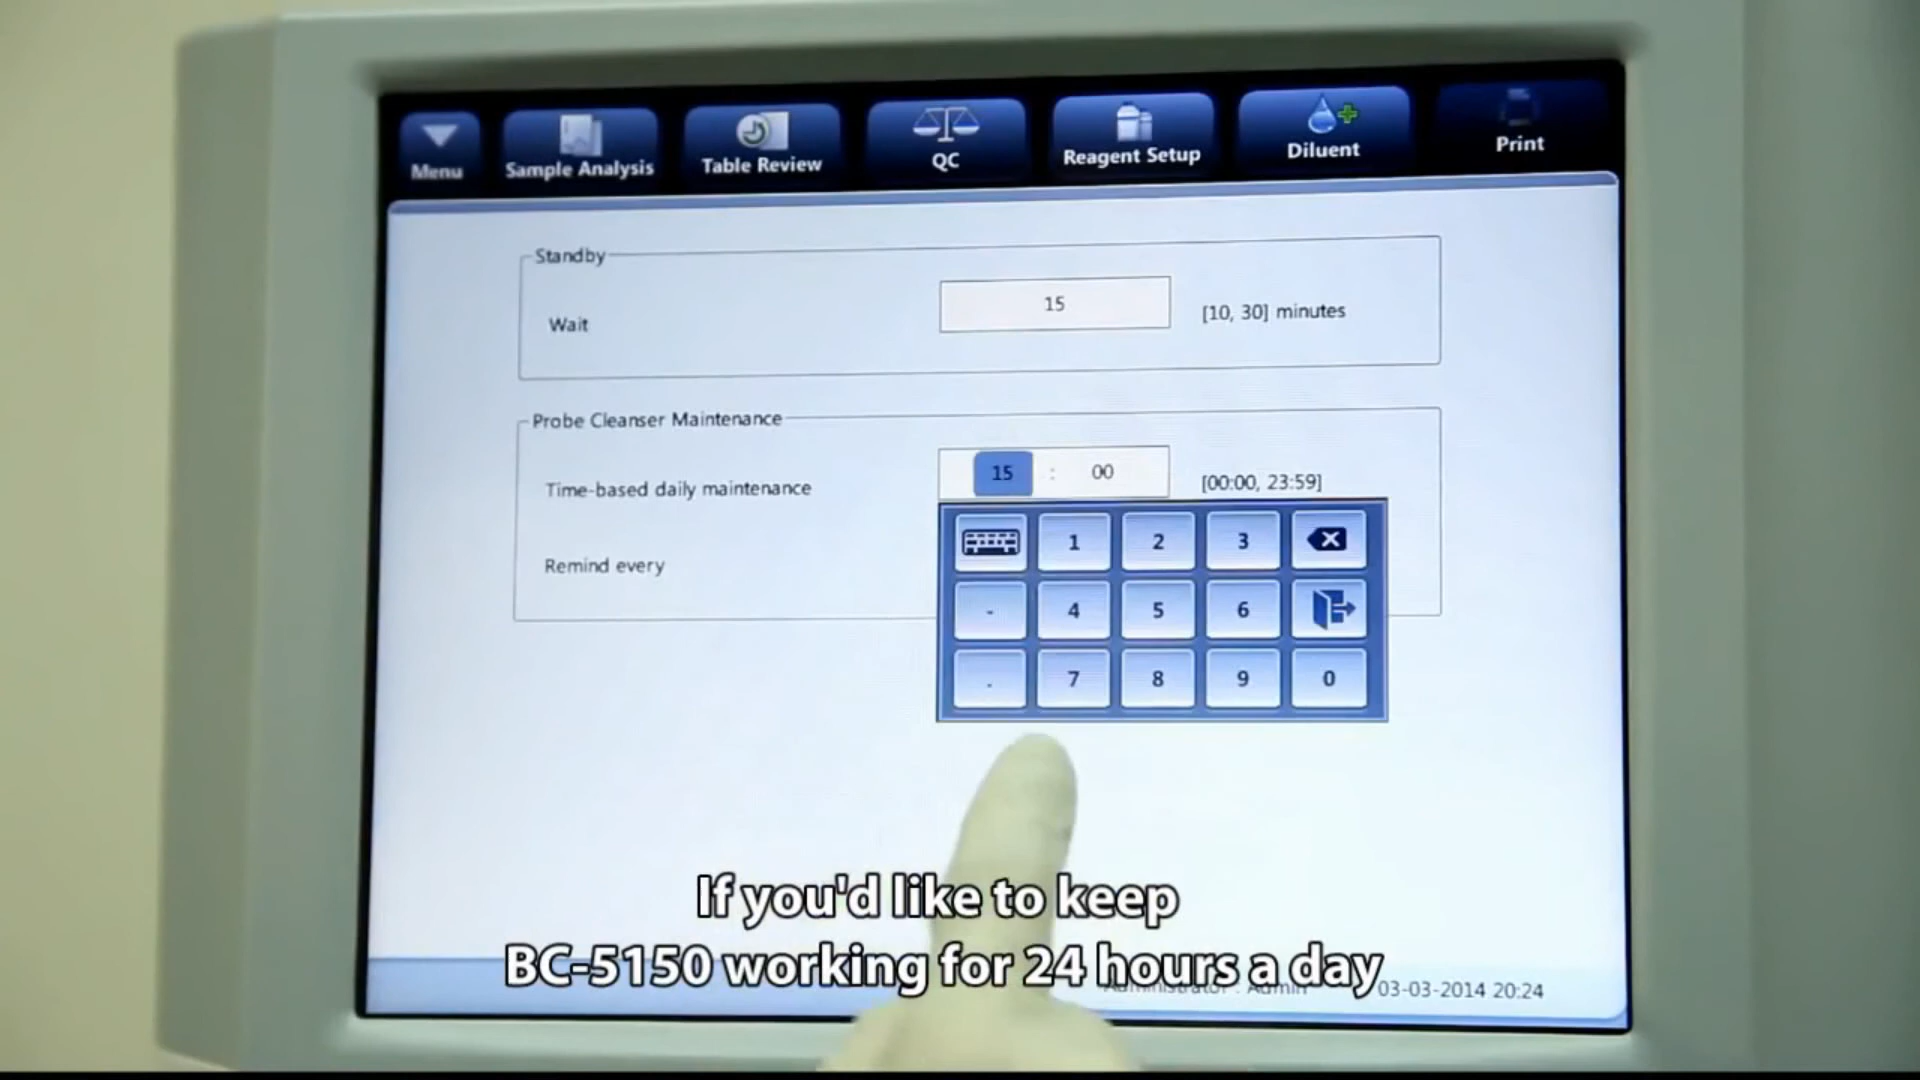 Menu
Sample Analysis
Table Review
QC
Reagent Setup
Diluent
Print
Standby
Wait
15
[10, 30] minutes
Probe Cleanser Maintenance
Time-based daily maintenance
15 : 00
[00:00, 23:59]
Remind every
1 2 3
- 4 5 6
. 7 8 9 0
If you'd like to keep
BC-5150 working for 24 hours a day
Administrator : Admin
03-03-2014 20:24